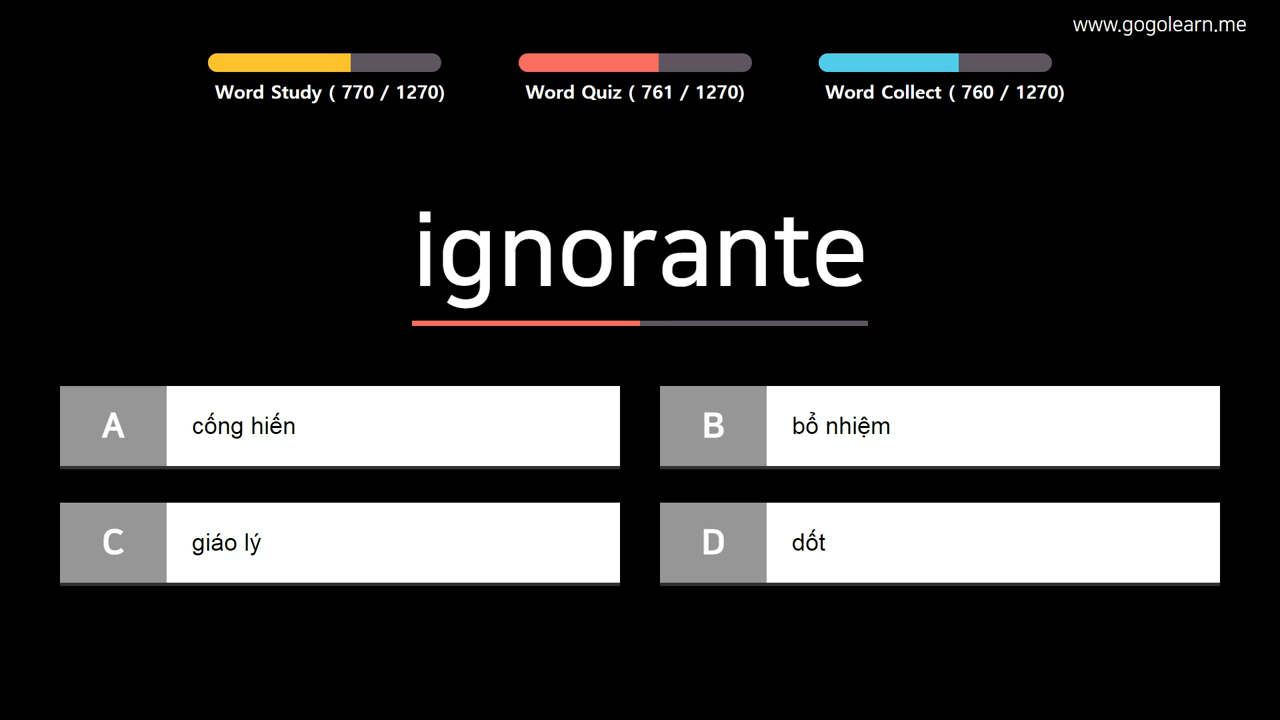 www.gogolearn.me
Word Study ( 770 / 1270)
Word Quiz ( 761 / 1270)
Word Collect ( 760 / 1270)
ignorante
A cống hiến
B bổ nhiệm
C giáo lý
D dốt